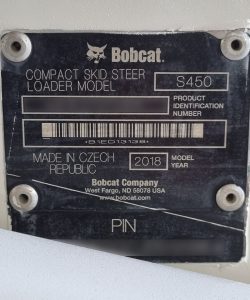 Bobcat
COMPACT SKID STEER
LOADER MODEL
S450
PRODUCT
IDENTIFICATION
NUMBER
MADE IN CZECH
REPUBLIC
2018
MODEL
YEAR
Bobcat Company
West Fargo, ND 58078 USA
www.bobcat.com
PIN